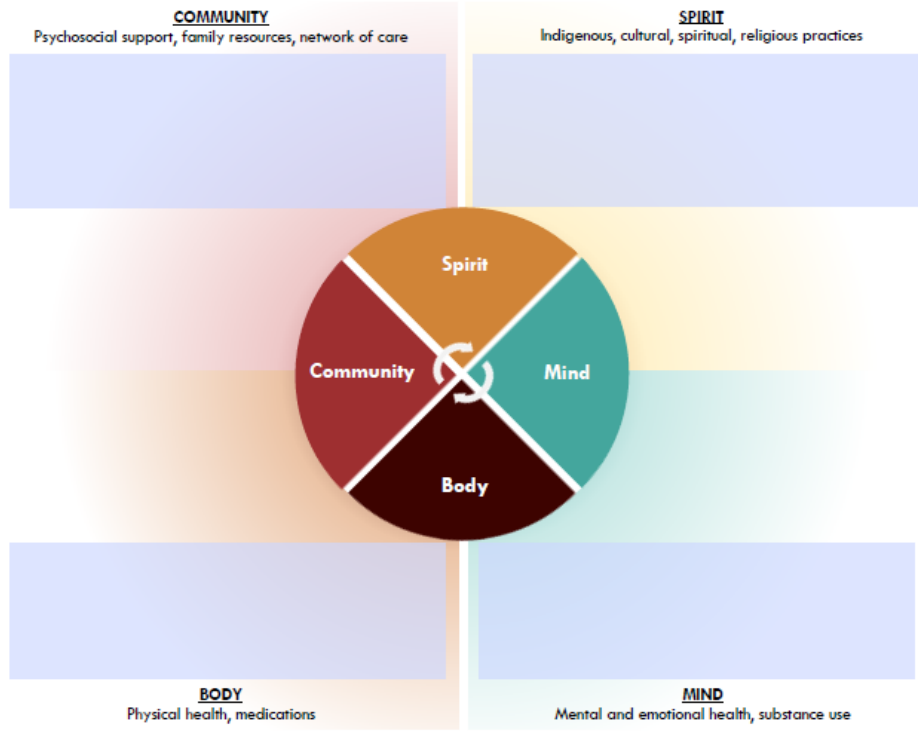 COMMUNITY
Psychosocial support, family resources, network of care
SPIRIT
Indigenous, cultural, spiritual, religious practices
Spirit
Community
Mind
Body
BODY
Physical health, medications
MIND
Mental and emotional health, substance use